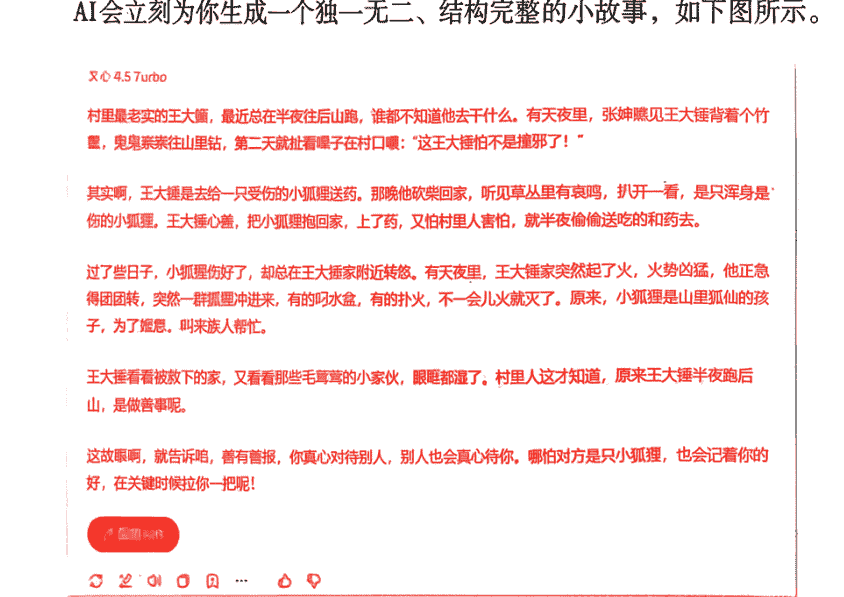 AI会立刻为你生成一个独一无二、结构完整的小故事，如下图所示。
文心 4.5 Turbo
村里最老实的王大锤，最近总在半夜往后山跑，谁都不知道他去干什么。有天夜里，张婶瞧见王大锤背着个竹
篓，鬼鬼祟祟往山里钻，第二天就扯着嗓子在村口嚷：“这王大锤怕不是撞邪了！”
其实啊，王大锤是去给一只受伤的小狐狸送药。那晚他砍柴回家，听见草丛里有哀鸣，扒开一看，是只浑身是
伤的小狐狸。王大锤心善，把小狐狸抱回家，上了药，又怕村里人害怕，就半夜偷偷送吃的和药去。
过了些日子，小狐狸伤好了，却总在王大锤家附近转悠。有天夜里，王大锤家突然起了火，火势凶猛，他正急
得团团转，突然一群狐狸冲进来，有的叼水盆，有的扑火，不一会儿火就灭了。原来，小狐狸是山里狐仙的孩
子，为了报恩。叫来族人帮忙。
王大锤看看被救下的家，又看看那些毛茸茸的小家伙，眼眶都湿了。村里人这才知道，原来王大锤半夜跑后
山，是做善事呢。
这故事啊，就告诉咱，善有善报，你真心对待别人，别人也会真心待你。哪怕对方是只小狐狸，也会记着你的
好，在关键时候拉你一把呢！